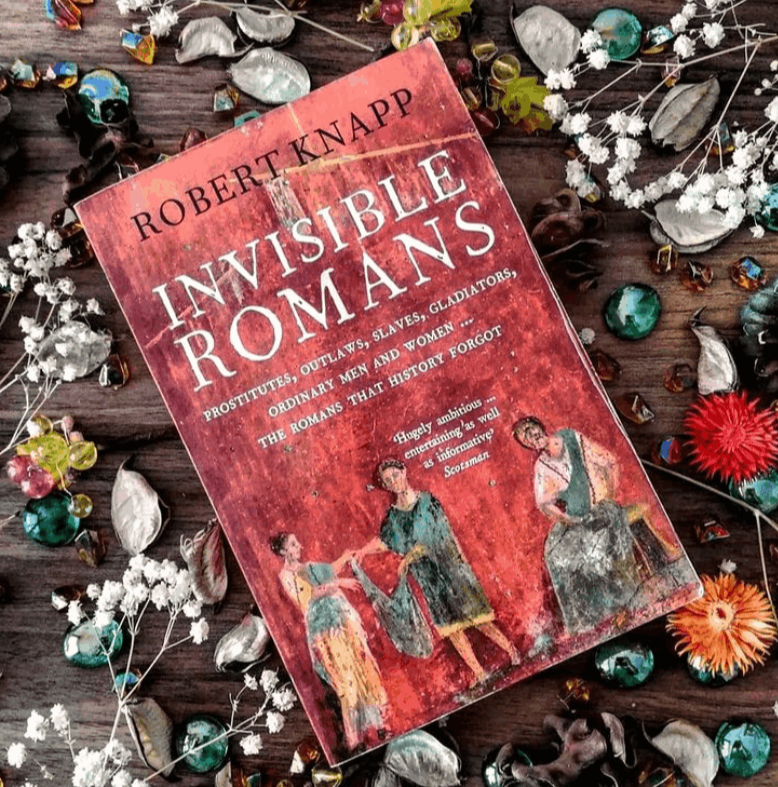 ROBERT KNAPP
INVISIBLE
ROMANS
PROSTITUTES, OUTLAWS, SLAVES, GLADIATORS,
ORDINARY MEN AND WOMEN ...
THE ROMANS THAT HISTORY FORGOT
'Hugely ambitious ...
entertaining as well
as informative'
Scotsman